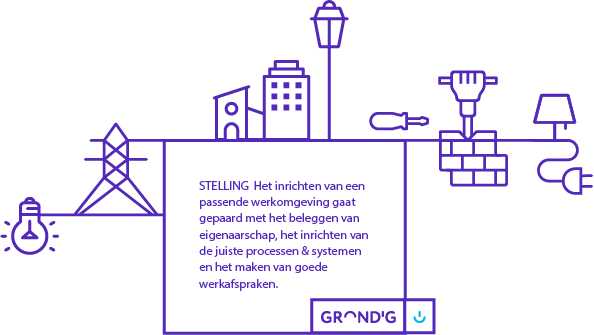 STELLING Het inrichten van een
passende werkomgeving gaat
gepaard met het beleggen van
eigenaarschap, het inrichten van
de juiste processen & systemen
en het maken van goede
werkafspraken.
GROND'G